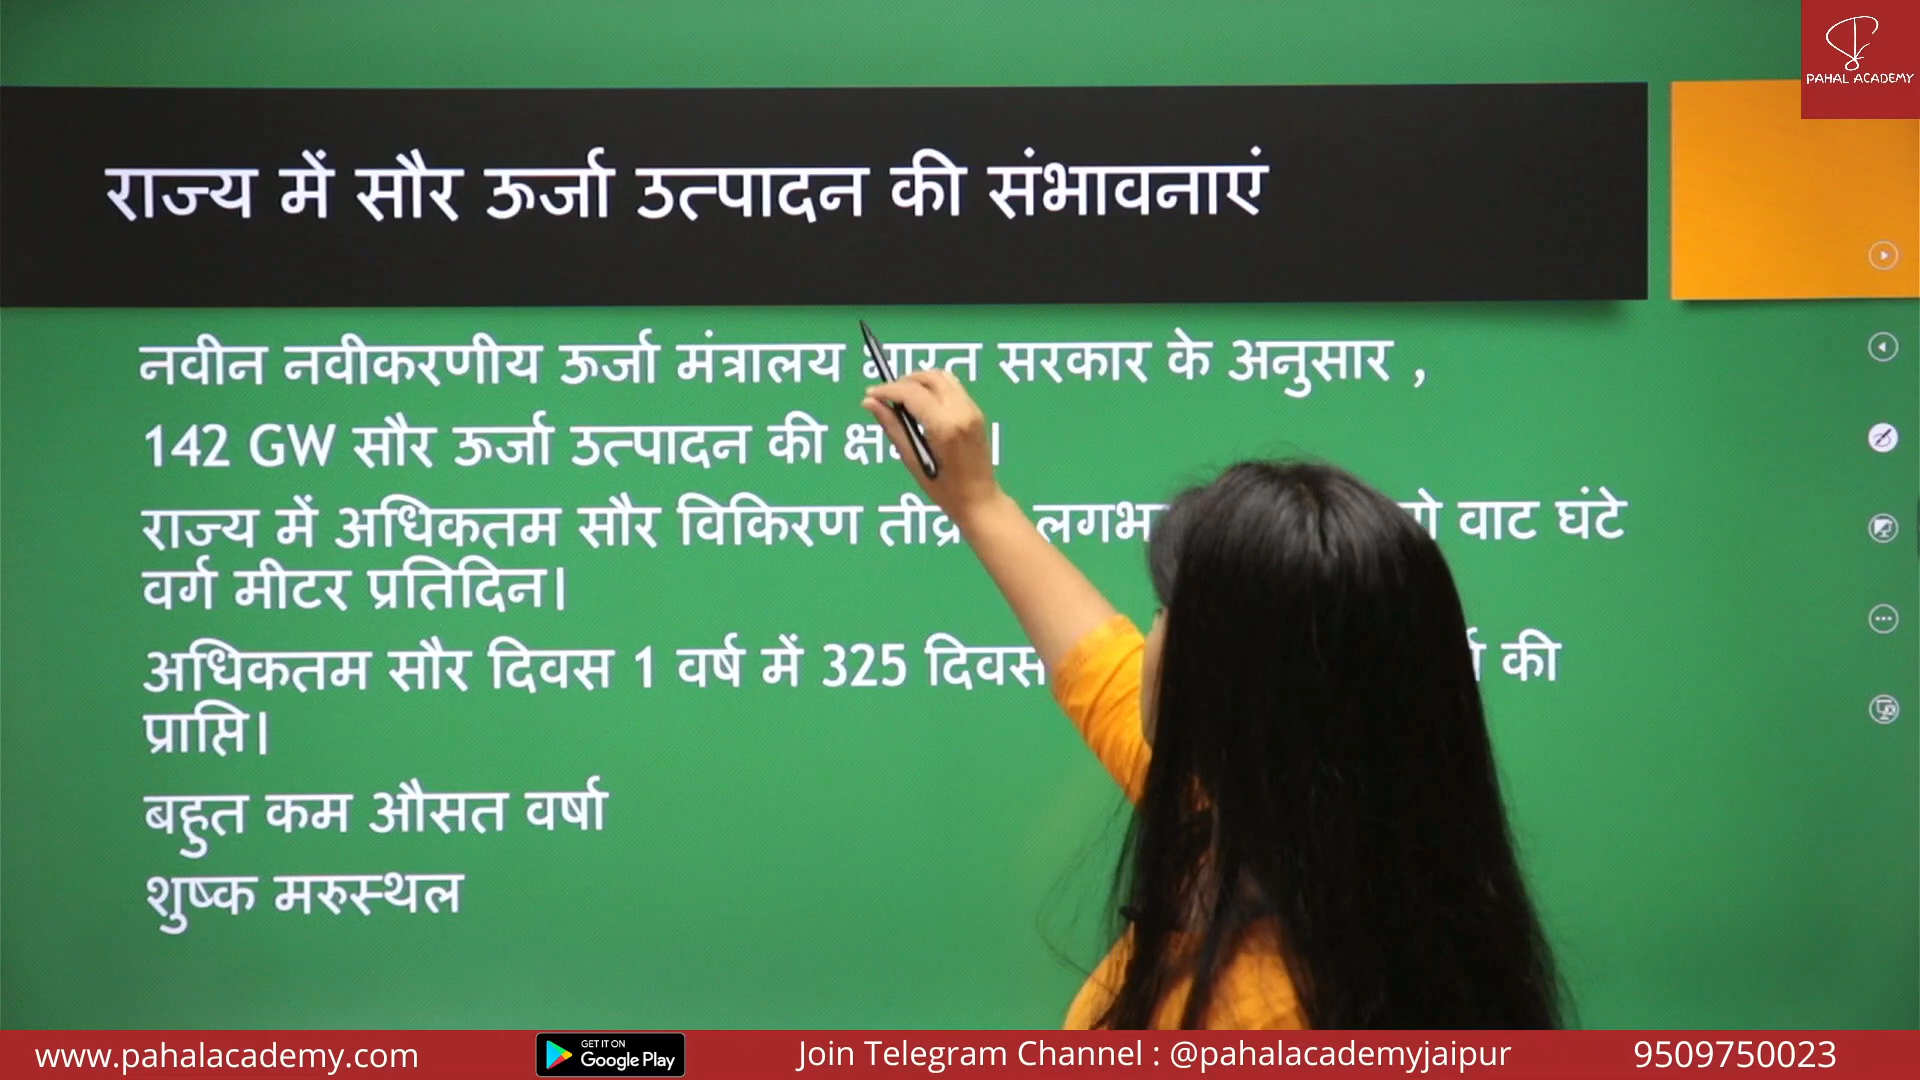 PAHAL ACADEMY
राज्य में सौर ऊर्जा उत्पादन की संभावनाएं
नवीन नवीकरणीय ऊर्जा मंत्रालय भारत सरकार के अनुसार ,
142 GW सौर ऊर्जा उत्पादन की ।
राज्य में अधिकतम सौर विकिरण वाट घंटे
वर्ग मीटर प्रतिदिन।
अधिकतम सौर दिवस 1 वर्ष में 325 दिवस की
प्राप्ति।
बहुत कम औसत वर्षा
शुष्क मरुस्थल
www.pahalacademy.com
GET IT ON
Google Play
Join Telegram Channel : @pahalacademyjaipur
9509750023